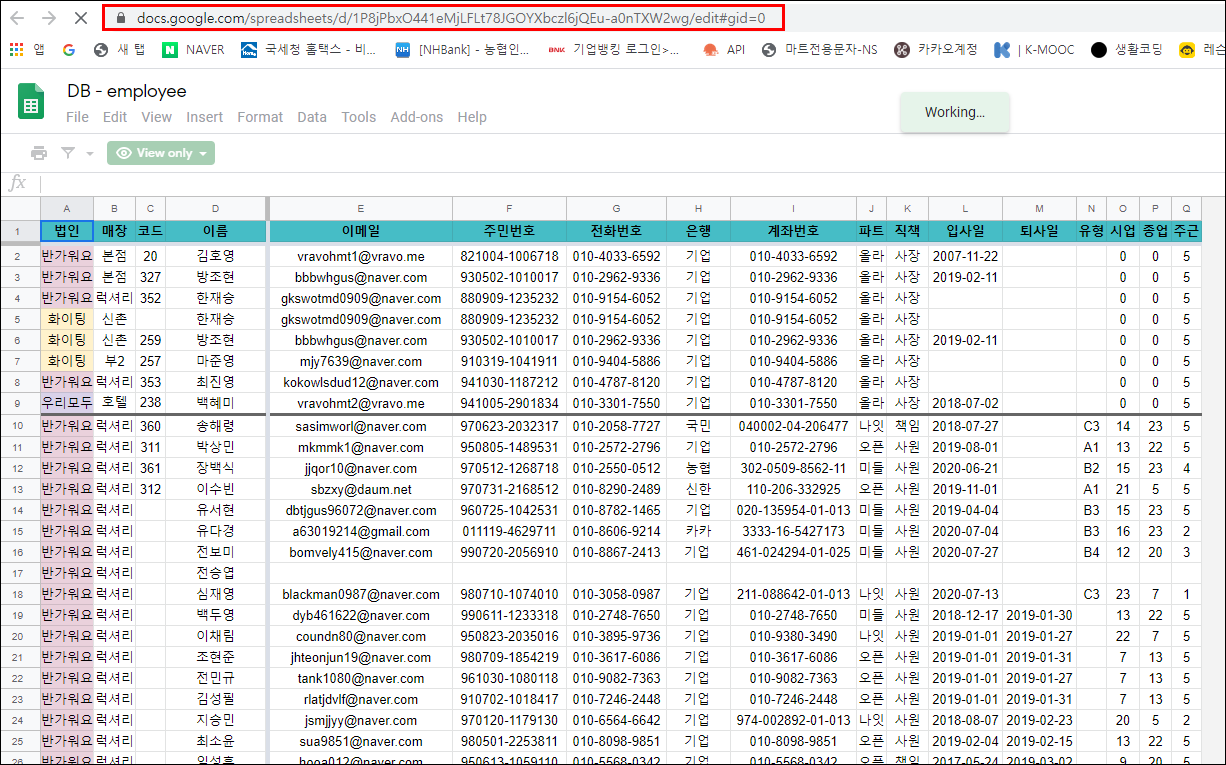 docs.google.com/spreadsheets/d/1P8jPbxO441eMjLFLt78JGOYXbczl6jQEu-a0nTXW2wg/edit#gid=0
앱 새 탭 NAVER 국세청 홈택스 - 비... [NHBank] - 농협인... 기업뱅킹 로그인>... API 마트전용문자-NS 카카오계정 | K-MOOC 생활코딩 레슨
DB - employee
File Edit View Insert Format Data Tools Add-ons Help
Working...
View only
fx
A B C D E F G H I J K L M N O P Q
1 법인 매장 코드 이름 이메일 주민번호 전화번호 은행 계좌번호 파트 직책 입사일 퇴사일 유형 시업 종업 주근
2 반가워요 본점 20 김호영 vravohmt1@vravo.me 821004-1006718 010-4033-6592 기업 010-4033-6592 올라 사장 2007-11-22 0 0 5
3 반가워요 본점 327 방조현 bbbwhgus@naver.com 930502-1010017 010-2962-9336 기업 010-2962-9336 올라 사장 2019-02-11 0 0 5
4 반가워요 럭셔리 352 한재승 gkswotmd0909@naver.com 880909-1235232 010-9154-6052 기업 010-9154-6052 올라 사장 0 0 5
5 화이팅 신촌 한재승 gkswotmd0909@naver.com 880909-1235232 010-9154-6052 기업 010-9154-6052 올라 사장 0 0 5
6 화이팅 신촌 259 방조현 bbbwhgus@naver.com 930502-1010017 010-2962-9336 기업 010-2962-9336 올라 사장 2019-02-11 0 0 5
7 화이팅 부2 257 마준영 mjy7639@naver.com 910319-1041911 010-9404-5886 기업 010-9404-5886 올라 사장 0 0 5
8 반가워요 럭셔리 353 최진영 kokowlsdud12@naver.com 941030-1187212 010-4787-8120 기업 010-4787-8120 올라 사장 0 0 5
9 우리모두 호텔 238 백혜미 vravohmt2@vravo.me 941005-2901834 010-3301-7550 기업 010-3301-7550 올라 사장 2018-07-02 0 0 5
10 반가워요 럭셔리 360 송해령 sasimworl@naver.com 970623-2032317 010-2058-7727 국민 040002-04-206477 나잇 책임 2018-07-27 C3 14 23 5
11 반가워요 럭셔리 311 박상민 mkmmk1@naver.com 950805-1489531 010-2572-2796 기업 010-2572-2796 오픈 사원 2019-08-01 A1 13 22 5
12 반가워요 럭셔리 361 장백식 jjqor10@naver.com 970512-1268718 010-2550-0512 농협 302-0509-8562-11 미들 사원 2020-06-21 B2 15 23 4
13 반가워요 럭셔리 312 이수빈 sbzxy@daum.net 970731-2168512 010-8290-2489 신한 110-206-332925 오픈 사원 2019-11-01 A1 21 5 5
14 반가워요 럭셔리 유서현 dbtjgus96072@naver.com 960725-1042531 010-8782-1465 기업 020-135954-01-013 미들 사원 2019-04-04 B3 15 23 5
15 반가워요 럭셔리 유다경 a63019214@gmail.com 011119-4629711 010-8606-9214 카카 3333-16-5427173 미들 사원 2020-07-04 B3 16 23 2
16 반가워요 럭셔리 전보미 bomvely415@naver.com 990720-2056910 010-8867-2413 기업 461-024294-01-025 미들 사원 2020-07-27 B4 12 20 3
17 반가워요 럭셔리 전승엽
18 반가워요 럭셔리 심재영 blackman0987@naver.com 980710-1074010 010-3058-0987 기업 211-088642-01-013 나잇 사원 2020-07-13 C3 23 7 1
19 반가워요 럭셔리 백두영 dyb461622@naver.com 990611-1233318 010-2748-7650 기업 010-2748-7650 미들 사원 2018-12-17 2019-01-30 13 22 5
20 반가워요 럭셔리 이채림 coundn80@naver.com 950823-2035016 010-3895-9736 기업 010-9380-3490 나잇 사원 2019-01-01 2019-01-27 22 7 5
21 반가워요 럭셔리 조현준 jhteonjun19@naver.com 980709-1854219 010-3617-6086 기업 010-3617-6086 오픈 사원 2019-01-01 2019-01-31 7 13 5
22 반가워요 럭셔리 전민규 tank1080@naver.com 961030-1080118 010-9082-7363 기업 010-9082-7363 오픈 사원 2019-01-01 2019-01-27 7 13 5
23 반가워요 럭셔리 김성필 rlatjdvlf@naver.com 910702-1018417 010-7246-2448 기업 010-7246-2448 오픈 사원 2019-01-01 2019-01-31 7 13 5
24 반가워요 럭셔리 지승민 jsmjjyy@naver.com 970120-1179130 010-6564-6642 기업 974-002892-01-013 나잇 사원 2018-08-07 2019-02-23 20 5 2
25 반가워요 럭셔리 최소윤 sua9851@naver.com 980501-2253811 010-8098-9851 기업 010-8098-9851 오픈 사원 2019-02-04 2019-02-15 13 22 5
26 반가워요 럭셔리 hooa012@naver.com 950613-1059110 010-5568-0342 기업 010-5568-0342 오픈 책임 2017-05-24 2019-03-02 9 20 5